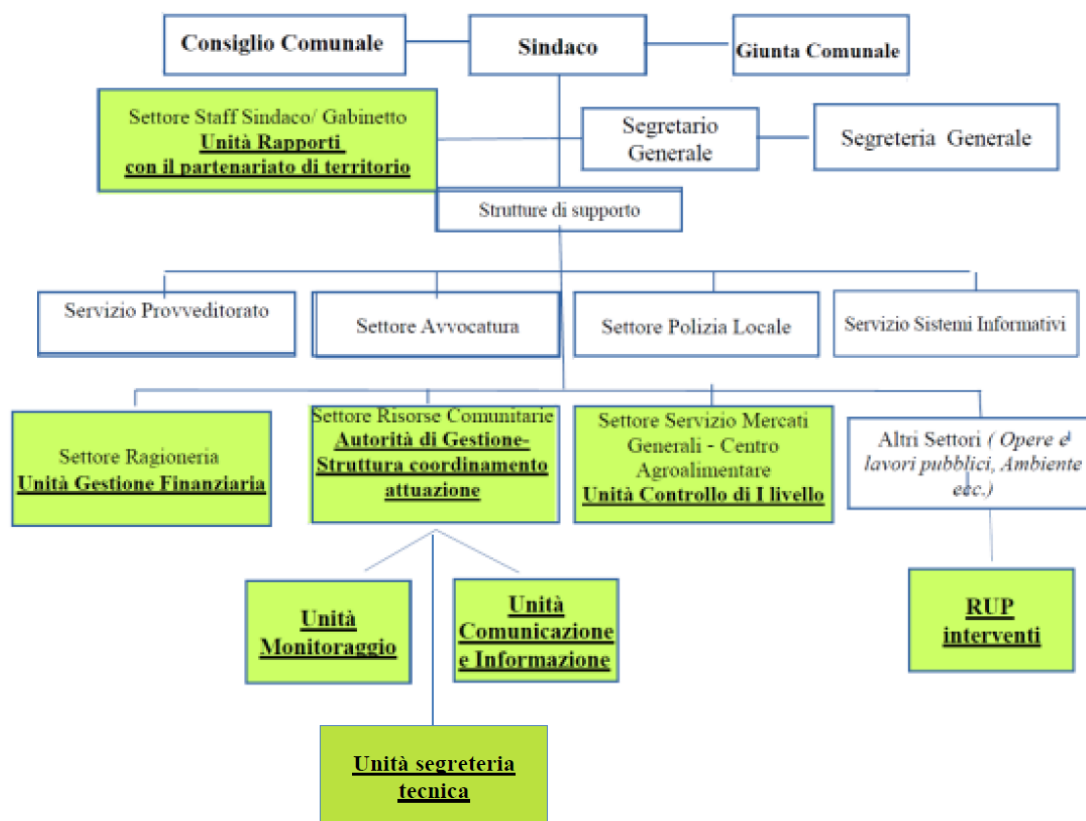 Consiglio Comunale
Sindaco
Giunta Comunale
Settore Staff Sindaco/ Gabinetto
Unità Rapporti
con il partenariato di territorio
Segretario
Generale
Segreteria Generale
Strutture di supporto
Servizio Provveditorato
Settore Avvocatura
Settore Polizia Locale
Servizio Sistemi Informativi
Settore Ragioneria
Unità Gestione Finanziaria
Settore Risorse Comunitarie
Autorità di Gestione-
Struttura coordinamento
attuazione
Settore Servizio Mercati
Generali - Centro
Agroalimentare
Unità Controllo di I livello
Altri Settori ( Opere e
lavori pubblici, Ambiente
ecc.)
Unità
Monitoraggio
Unità
Comunicazione
e Informazione
RUP
interventi
Unità segreteria
tecnica